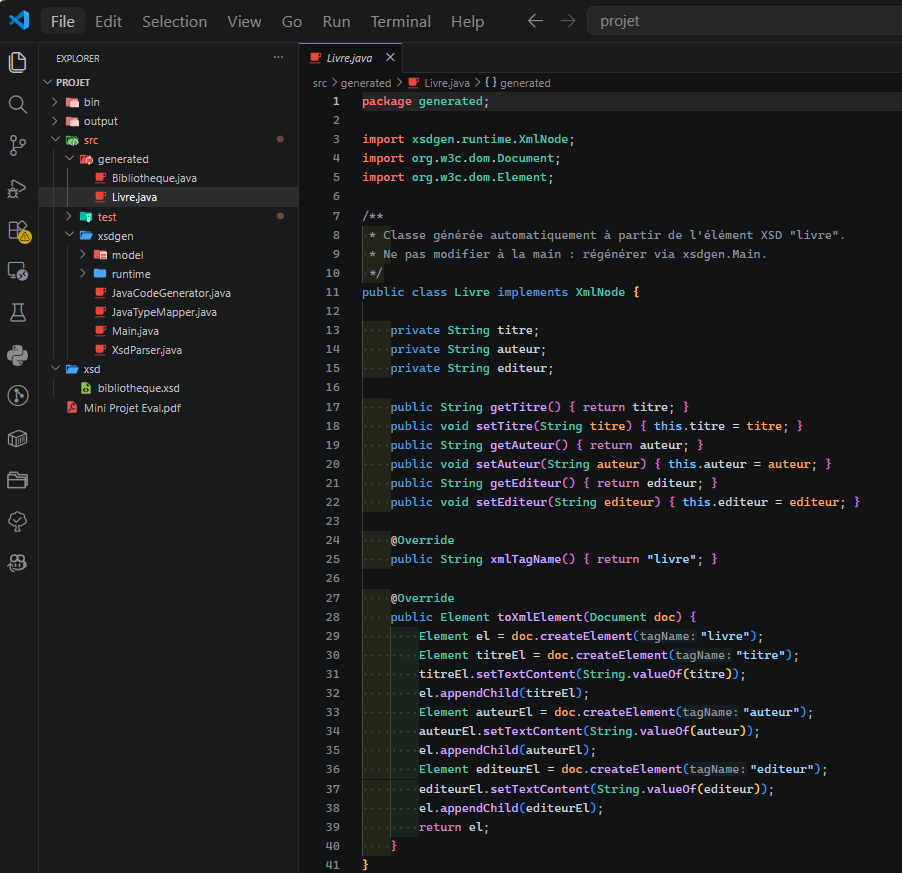 File Edit Selection View Go Run Terminal Help
projet
EXPLORER ···
PROJET
bin
output
src
generated
Bibliotheque.java
Livre.java
test
xsdgen
model
runtime
JavaCodeGenerator.java
JavaTypeMapper.java
Main.java
XsdParser.java
xsd
bibliotheque.xsd
Mini Projet Eval.pdf
Livre.java
src > generated > Livre.java > {} generated
1 package generated;
2
3 import xsdgen.runtime.XmlNode;
4 import org.w3c.dom.Document;
5 import org.w3c.dom.Element;
6
7 /**
8  * Classe générée automatiquement à partir de l'élément XSD "livre".
9  * Ne pas modifier à la main : régénérer via xsdgen.Main.
10  */
11 public class Livre implements XmlNode {
12
13     private String titre;
14     private String auteur;
15     private String editeur;
16
17     public String getTitre() { return titre; }
18     public void setTitre(String titre) { this.titre = titre; }
19     public String getAuteur() { return auteur; }
20     public void setAuteur(String auteur) { this.auteur = auteur; }
21     public String getEditeur() { return editeur; }
22     public void setEditeur(String editeur) { this.editeur = editeur; }
23
24     @Override
25     public String xmlTagName() { return "livre"; }
26
27     @Override
28     public Element toXmlElement(Document doc) {
29         Element el = doc.createElement(tagName: "livre");
30         Element titreEl = doc.createElement(tagName: "titre");
31         titreEl.setTextContent(String.valueOf(titre));
32         el.appendChild(titreEl);
33         Element auteurEl = doc.createElement(tagName: "auteur");
34         auteurEl.setTextContent(String.valueOf(auteur));
35         el.appendChild(auteurEl);
36         Element editeurEl = doc.createElement(tagName: "editeur");
37         editeurEl.setTextContent(String.valueOf(editeur));
38         el.appendChild(editeurEl);
39         return el;
40     }
41 }